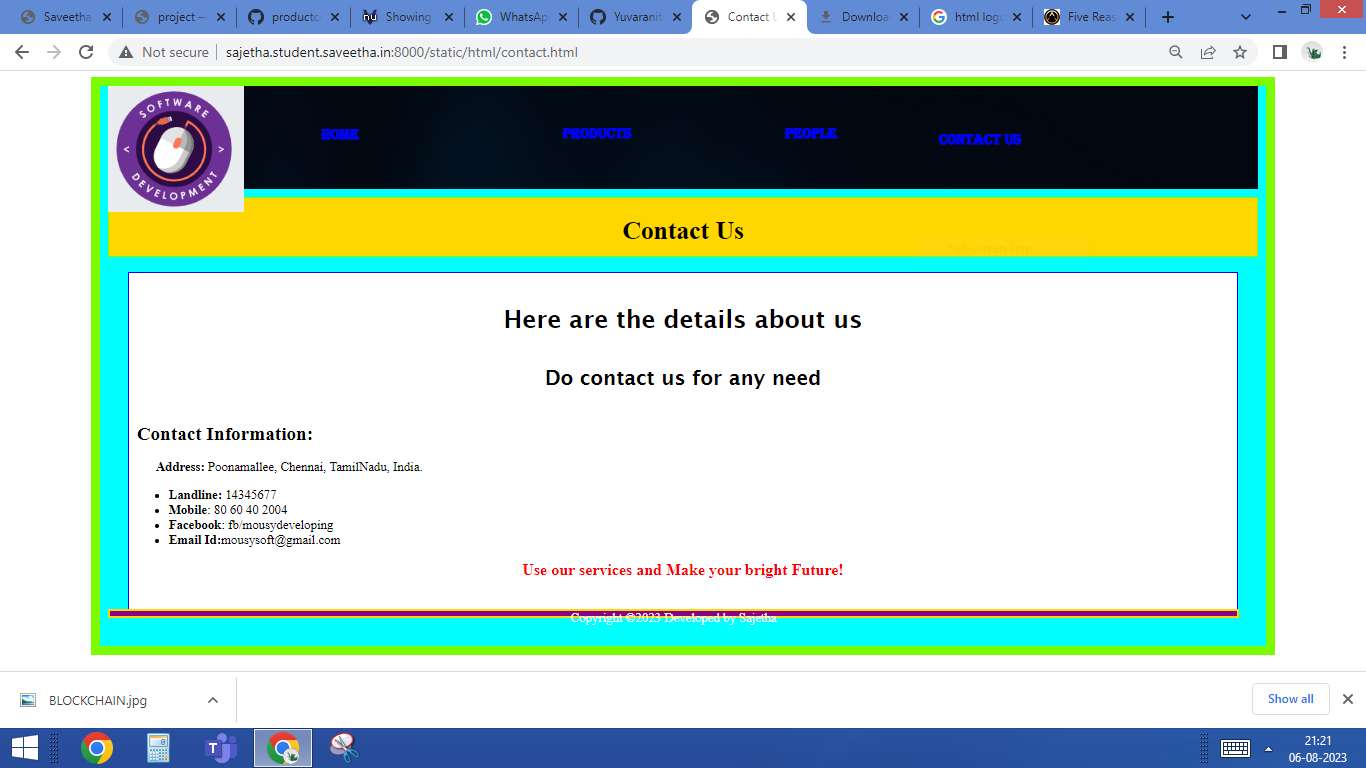 Saveetha
project —
product
Showing
WhatsAp
Yuvaranit
Contact U
Downloa
html logo
Five Reas
Not secure
sajetha.student.saveetha.in:8000/static/html/contact.html
SOFTWARE
< >
DEVELOPMENT
HOME
PRODUCTS
PEOPLE
CONTACT US
Contact Us
Full-screen Snip
Here are the details about us
Do contact us for any need
Contact Information:
Address: Poonamallee, Chennai, TamilNadu, India.
Landline: 14345677
Mobile: 80 60 40 2004
Facebook: fb/mousydeveloping
Email Id:mousysoft@gmail.com
Use our services and Make your bright Future!
Copyright ©2023 Developed by Sajetha
BLOCKCHAIN.jpg
Show all
21:21
06-08-2023